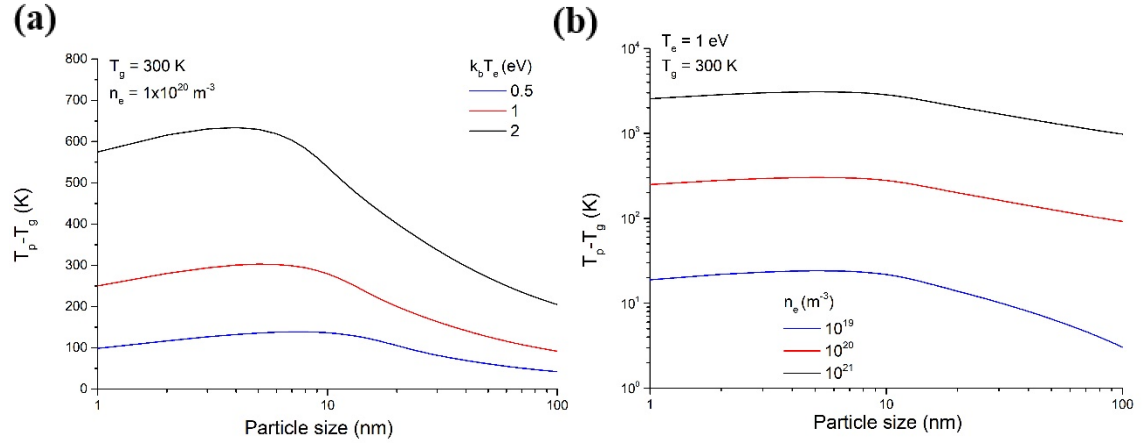 (a)
T_g = 300 K
n_e = 1x10^20 m^-3
k_bT_e (eV)
0.5
1
2
T_p-T_g (K)
800
700
600
500
400
300
200
100
0
1
10
100
Particle size (nm)
(b)
T_e = 1 eV
T_g = 300 K
n_e (m^-3)
10^19
10^20
10^21
T_p-T_g (K)
10^4
10^3
10^2
10^1
10^0
1
10
100
Particle size (nm)